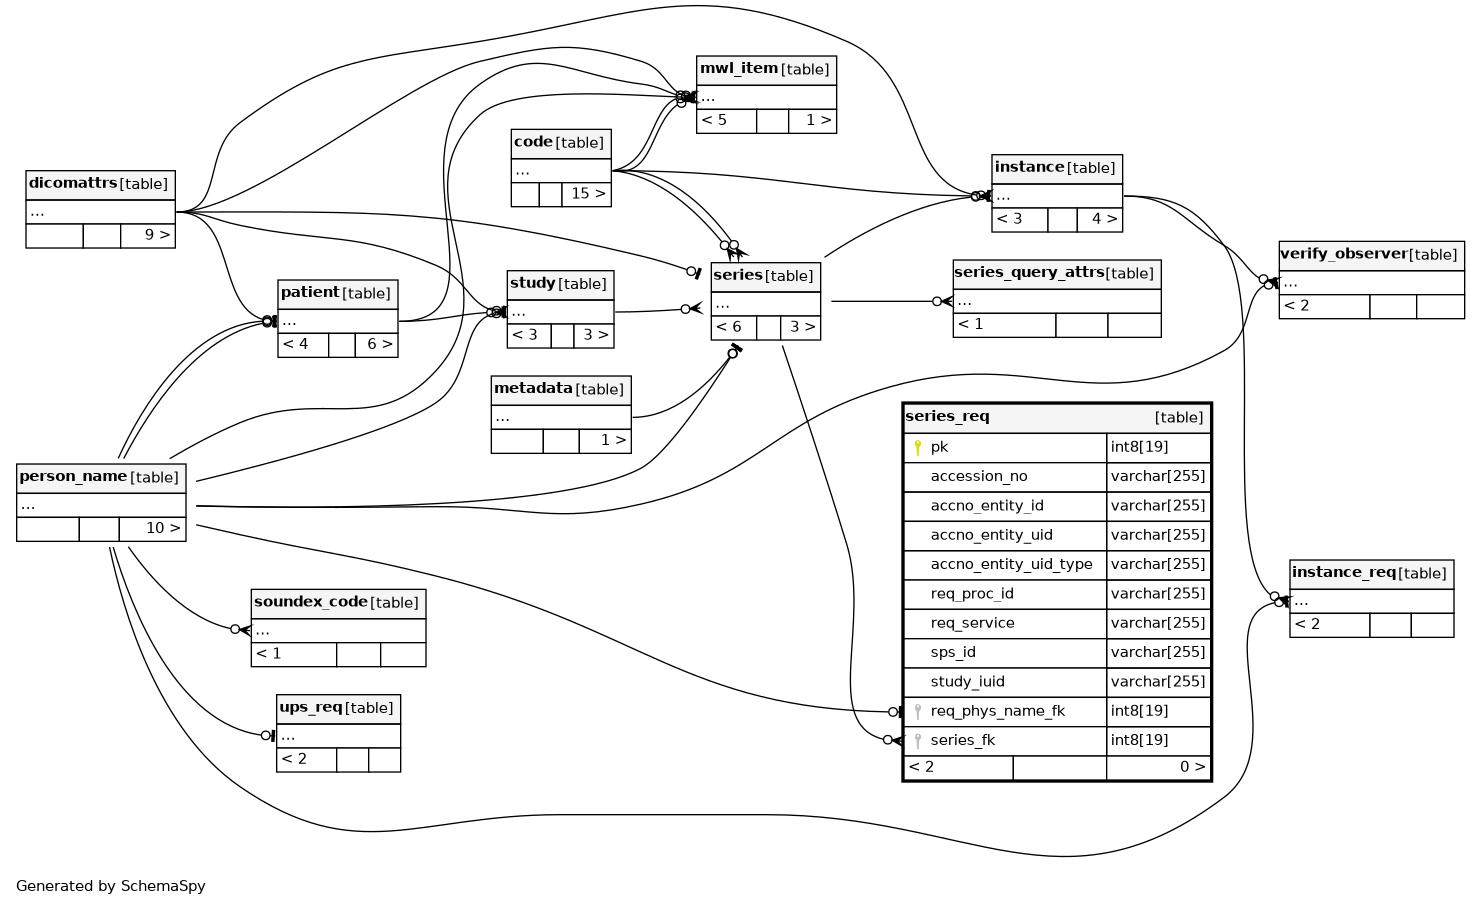 mwl_item [table]
...
< 5 1 >
code [table]
...
15 >
instance [table]
...
< 3 4 >
dicomattrs [table]
...
9 >
verify_observer [table]
...
< 2
series [table]
...
< 6 3 >
series_query_attrs [table]
...
< 1
study [table]
...
< 3 3 >
patient [table]
...
< 4 6 >
metadata [table]
...
1 >
series_req [table]
pk int8[19]
accession_no varchar[255]
accno_entity_id varchar[255]
accno_entity_uid varchar[255]
accno_entity_uid_type varchar[255]
req_proc_id varchar[255]
req_service varchar[255]
sps_id varchar[255]
study_iuid varchar[255]
req_phys_name_fk int8[19]
series_fk int8[19]
< 2 0 >
person_name [table]
...
10 >
instance_req [table]
...
< 2
soundex_code [table]
...
< 1
ups_req [table]
...
< 2
Generated by SchemaSpy